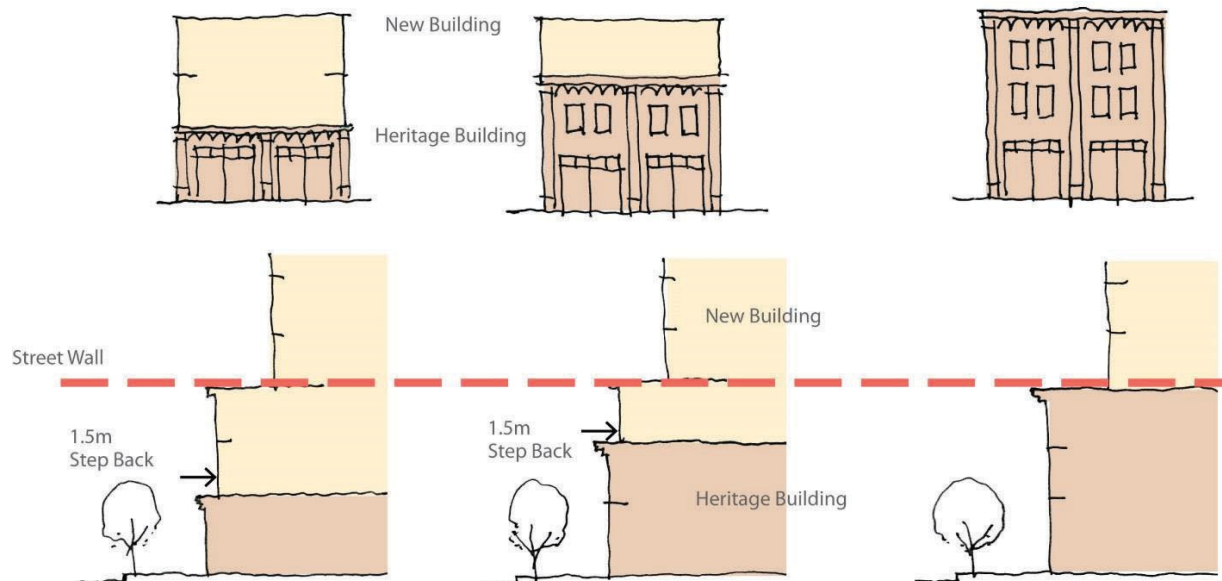 New Building
Heritage Building
New Building
Street Wall
1.5m
Step Back
1.5m
Step Back
Heritage Building